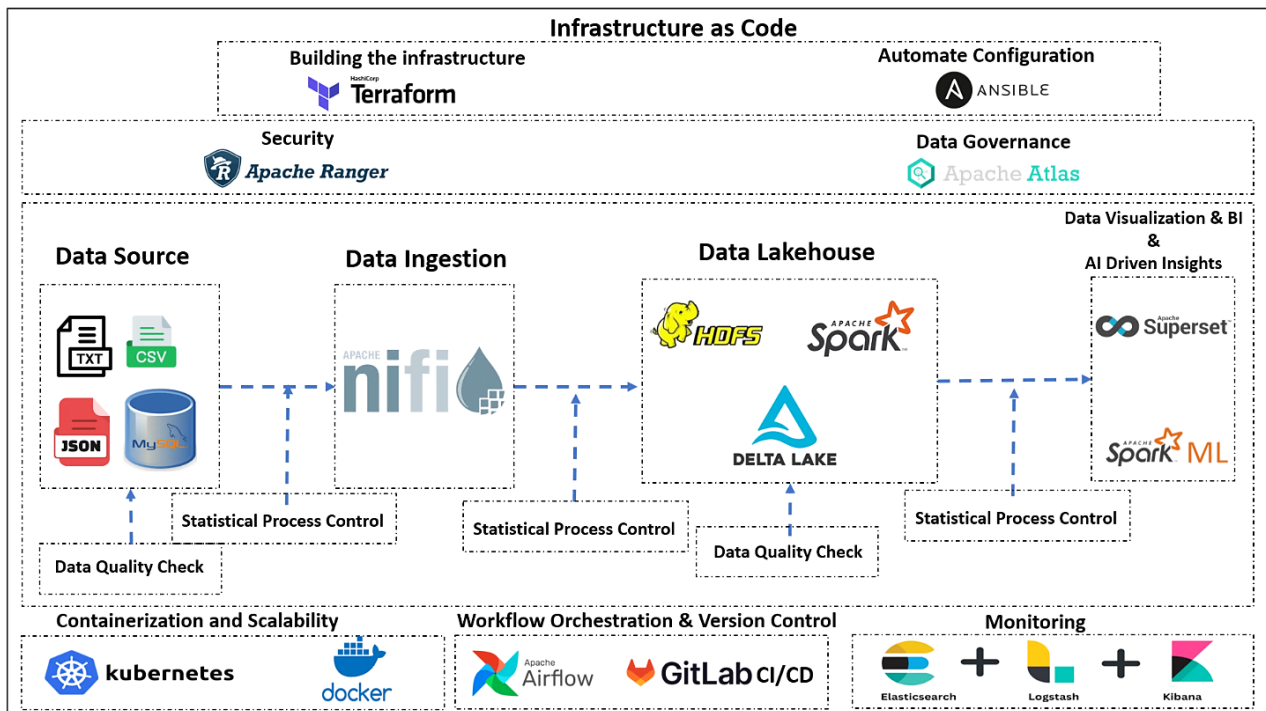 Infrastructure as Code
Building the infrastructure
HashiCorp
Terraform
Automate Configuration
ANSIBLE
Security
R
Apache Ranger
Data Governance
Apache Atlas
Data Source
TXT
CSV
JSON
MySQL
Data Ingestion
APACHE
nifi
Data Lakehouse
HDFS
APACHE
Spark
DELTA LAKE
Data Visualization & BI
&
AI Driven Insights
Apache
Superset
APACHE
Spark ML
Statistical Process Control
Statistical Process Control
Statistical Process Control
Data Quality Check
Data Quality Check
Containerization and Scalability
kubernetes
docker
Workflow Orchestration & Version Control
Apache
Airflow
GitLab CI/CD
Monitoring
Elasticsearch
Logstash
Kibana